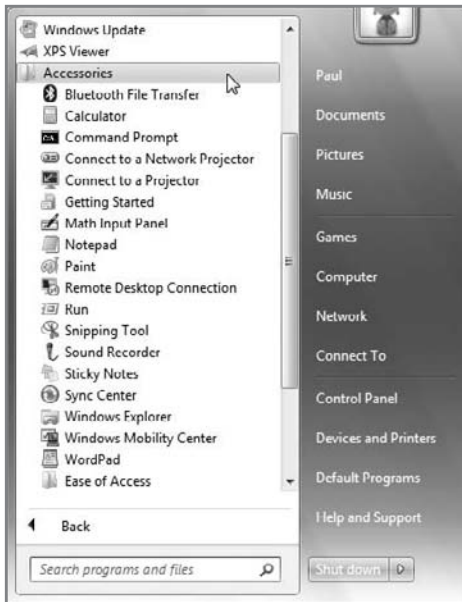 Windows Update
XPS Viewer
Accessories
Bluetooth File Transfer
Calculator
Command Prompt
Connect to a Network Projector
Connect to a Projector
Getting Started
Math Input Panel
Notepad
Paint
Remote Desktop Connection
Run
Snipping Tool
Sound Recorder
Sticky Notes
Sync Center
Windows Explorer
Windows Mobility Center
WordPad
Ease of Access
Back
Search programs and files
Paul
Documents
Pictures
Music
Games
Computer
Network
Connect To
Control Panel
Devices and Printers
Default Programs
Help and Support
Shut down